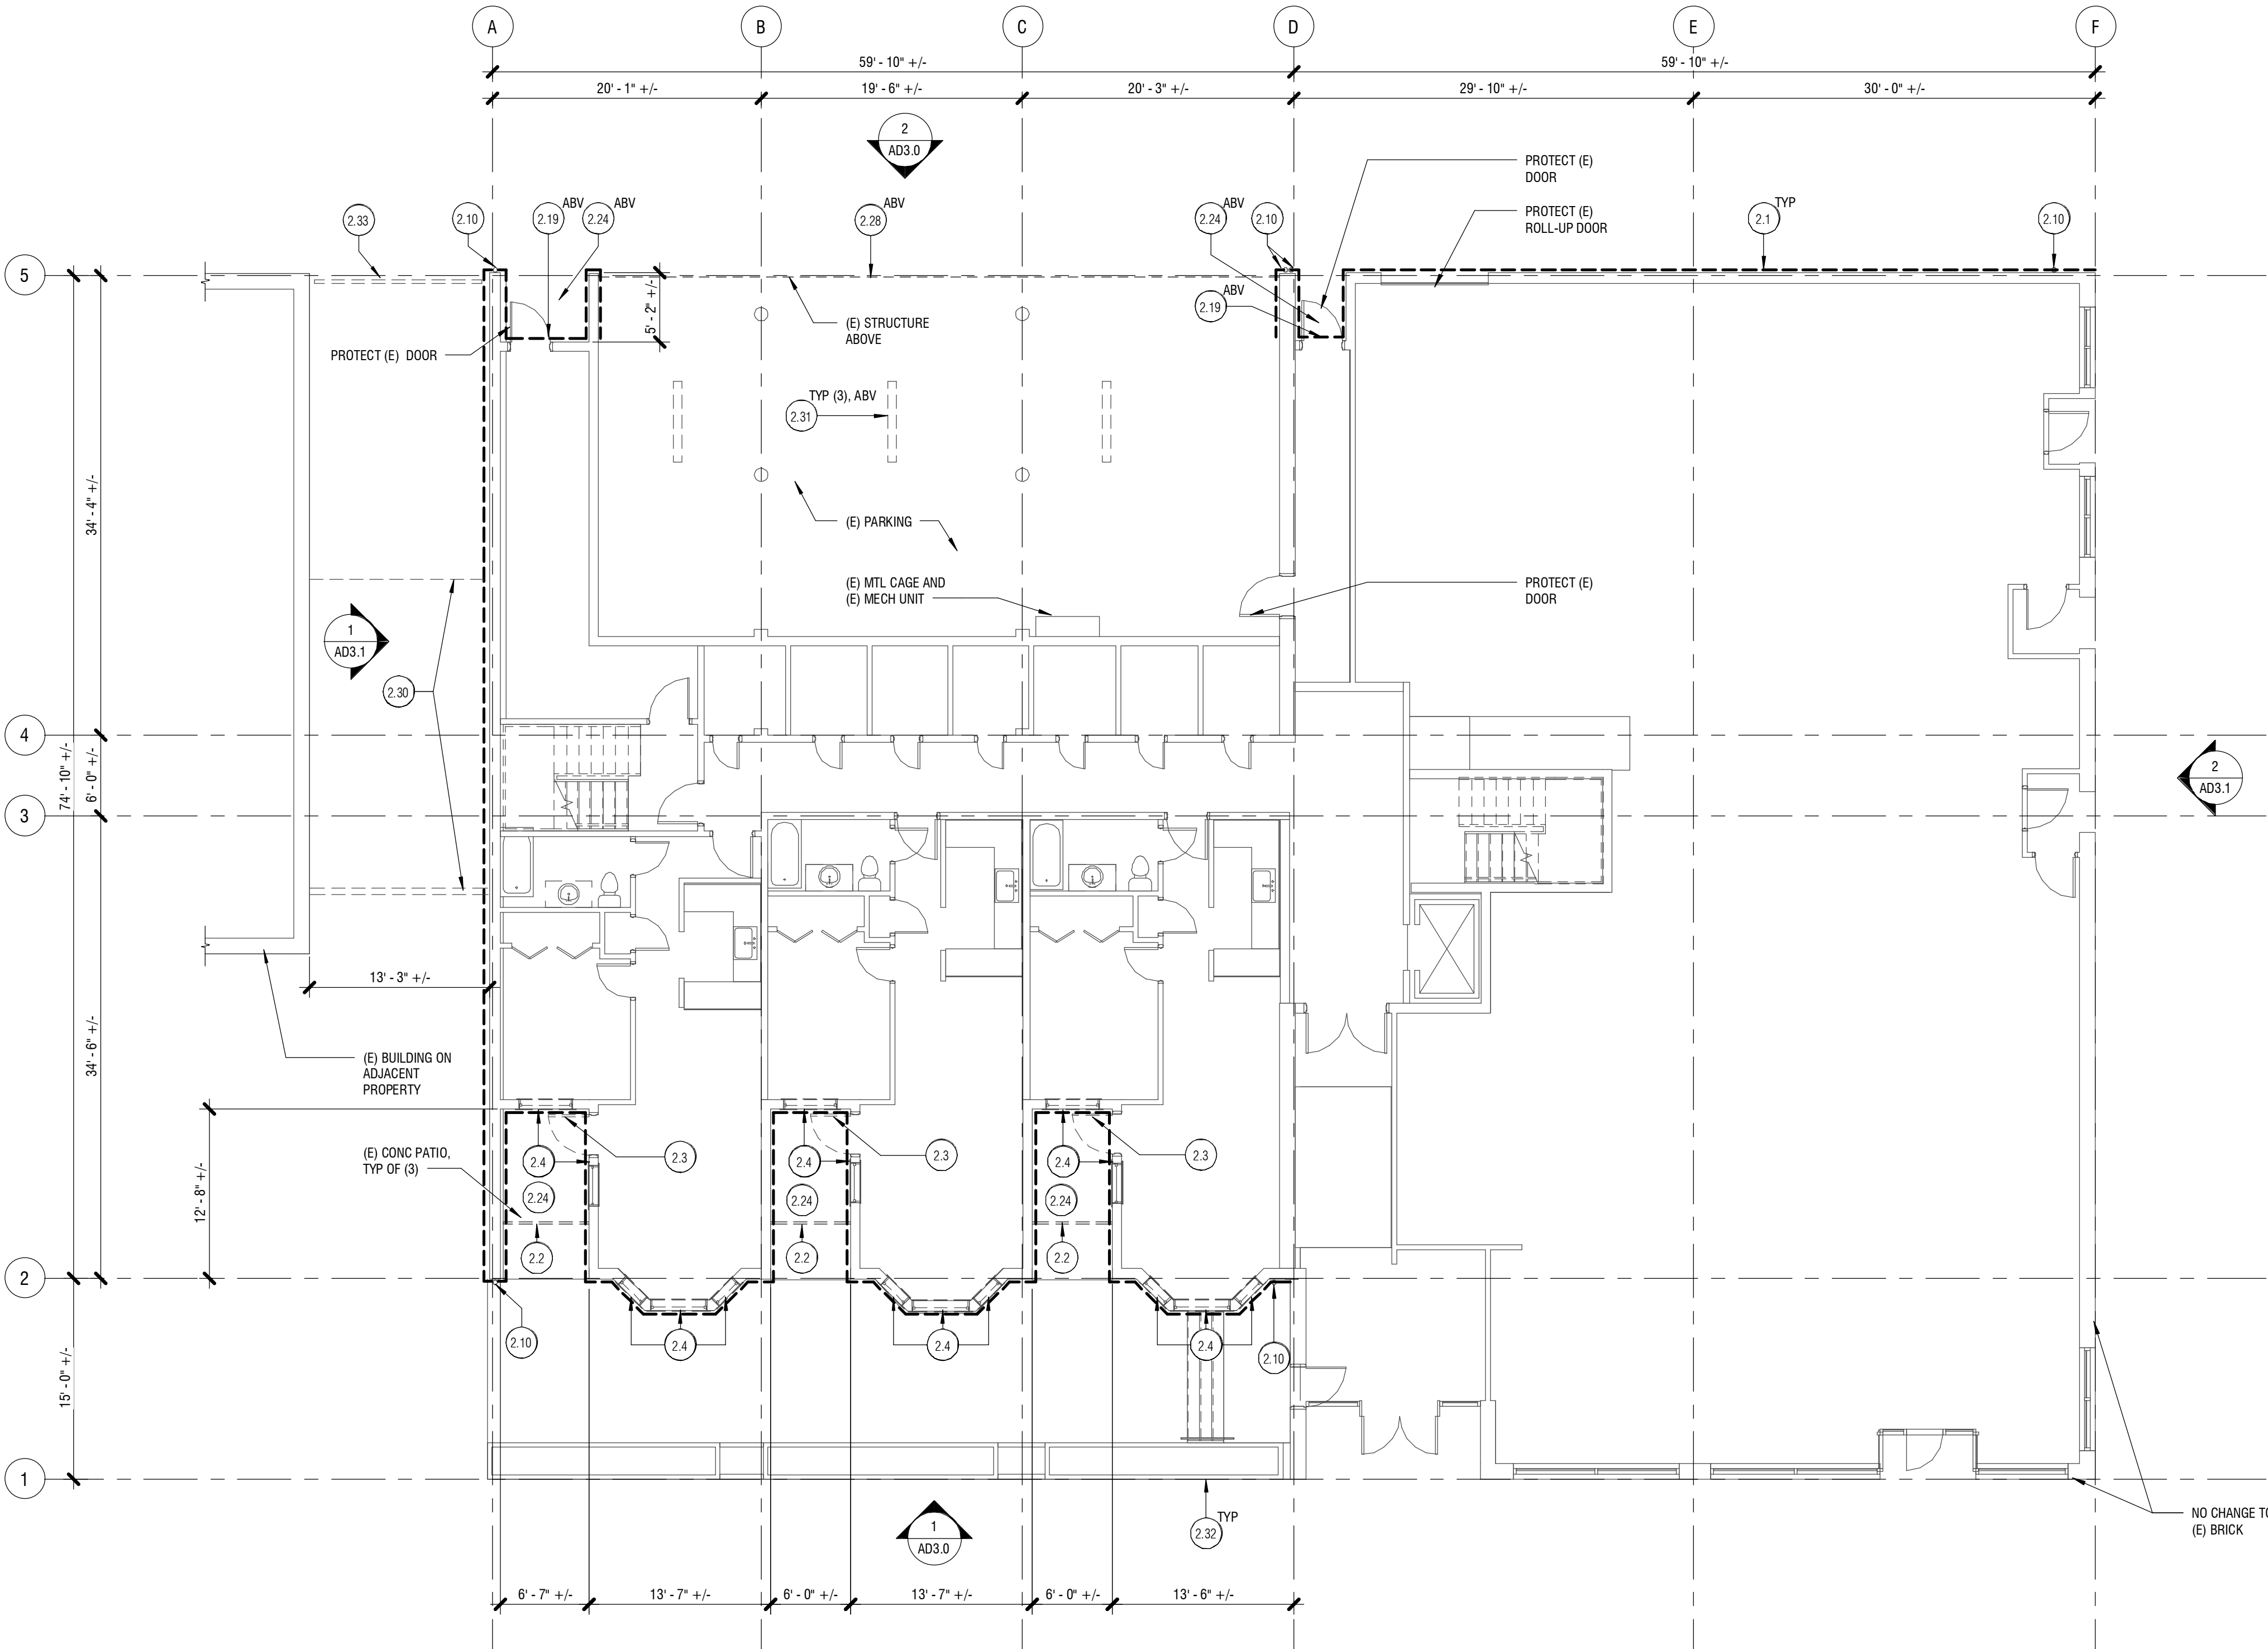 A
B
C
D
E
F
59' - 10" +/-
59' - 10" +/-
20' - 1" +/-
19' - 6" +/-
20' - 3" +/-
29' - 10" +/-
30' - 0" +/-
2
AD3.0
PROTECT (E)
DOOR
PROTECT (E)
ROLL-UP DOOR
2.33
2.10
2.19 ABV
2.24 ABV
2.28 ABV
2.24 ABV
2.10
2.1 TYP
2.10
5
5' - 2" +/-
2.19 ABV
(E) STRUCTURE
ABOVE
PROTECT (E) DOOR
TYP (3), ABV
2.31
34' - 4" +/-
(E) PARKING
(E) MTL CAGE AND
(E) MECH UNIT
PROTECT (E)
DOOR
1
AD3.1
2.30
4
74' - 10" +/-
6' - 0" +/-
3
2
AD3.1
13' - 3" +/-
34' - 6" +/-
(E) BUILDING ON
ADJACENT
PROPERTY
(E) CONC PATIO,
TYP OF (3)
2.4
2.3
2.4
2.3
2.4
2.3
2.24
2.24
2.24
12' - 8" +/-
2.2
2.2
2.2
2
2.10
2.4
2.4
2.4
2.10
15' - 0" +/-
1
2.32 TYP
NO CHANGE TO
(E) BRICK
1
AD3.0
6' - 7" +/-
13' - 7" +/-
6' - 0" +/-
13' - 7" +/-
6' - 0" +/-
13' - 6" +/-